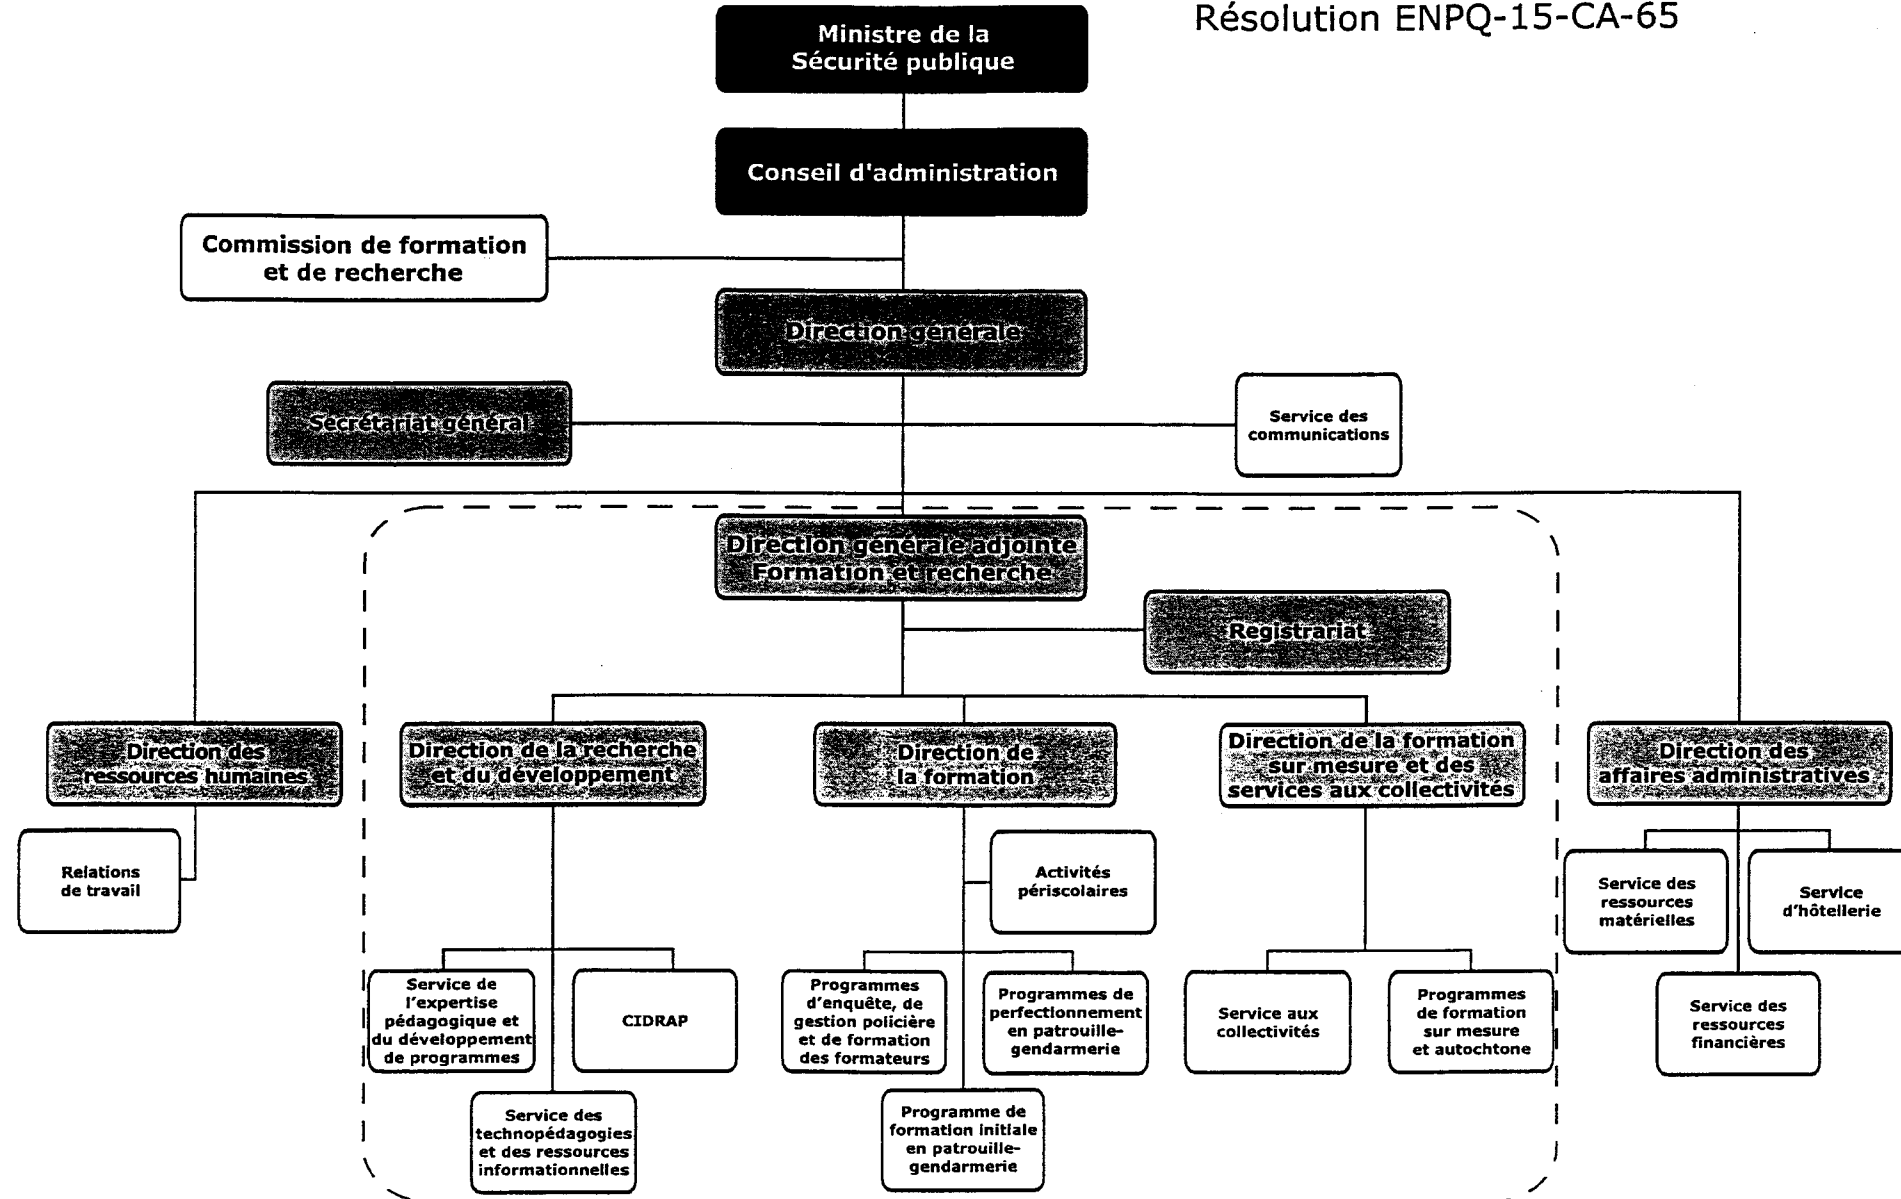 Résolution ENPQ-15-CA-65
Ministre de la
Sécurité publique
Conseil d'administration
Commission de formation
et de recherche
Direction générale
Secrétariat général
Service des
communications
Direction générale adjointe
Formation et recherche
Registrariat
Direction des
ressources humaines
Direction de la recherche
et du développement
Direction de
la formation
Direction de la formation
sur mesure et des
services aux collectivités
Direction des
affaires administratives
Relations
de travail
Activités
périscolaires
Service des
ressources
matérielles
Service
d'hôtellerie
Service de
l'expertise
pédagogique et
du développement
de programmes
CIDRAP
Programmes
d'enquête, de
gestion policière
et de formation
des formateurs
Programmes de
perfectionnement
en patrouille-
gendarmerie
Service aux
collectivités
Programmes
de formation
sur mesure
et autochtone
Service des
ressources
financières
Service des
technopédagogies
et des ressources
informationnelles
Programme de
formation initiale
en patrouille-
gendarmerie